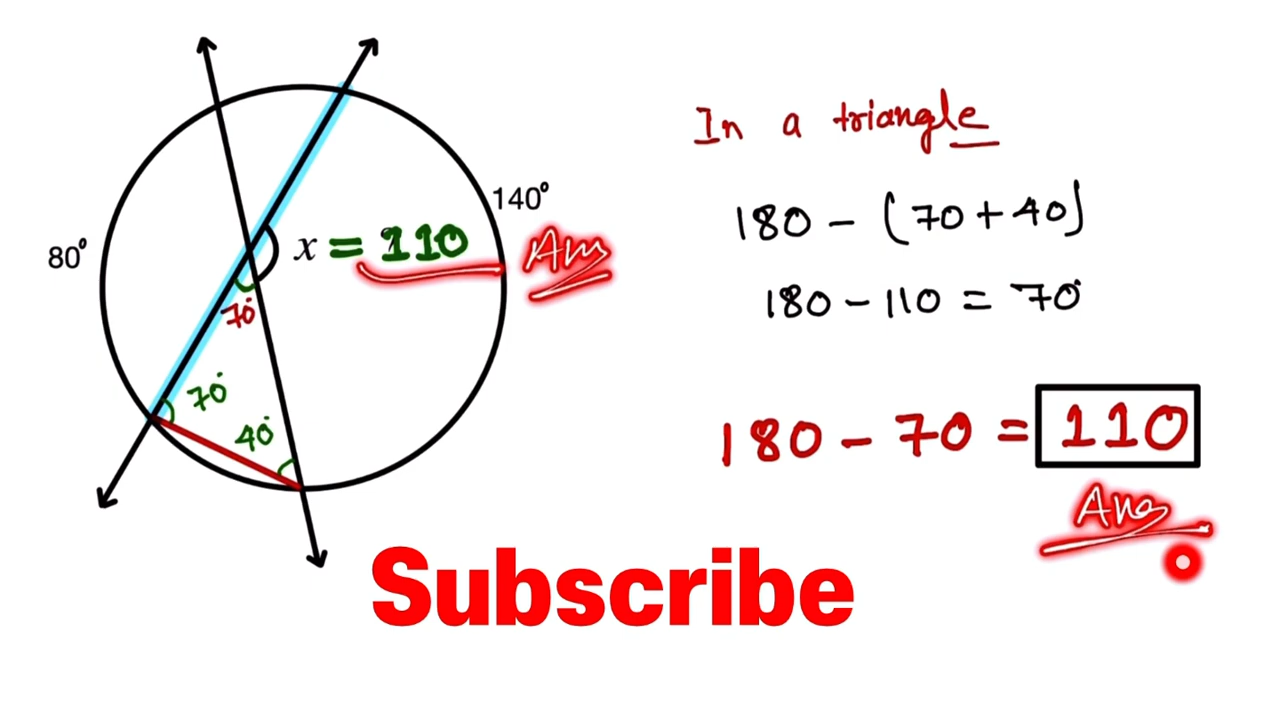 In a triangle
140°
180 - (70 + 40)
80°
x = 110 Ans
180 - 110 = 70°
70°
70°
40°
180 - 70 = 110
Ans
Subscribe